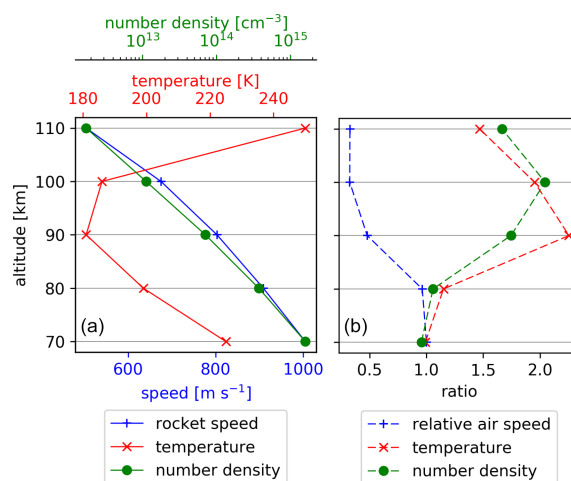 number density [cm⁻³]
10¹³ 10¹⁴ 10¹⁵
temperature [K]
180 200 220 240
altitude [km]
110
100
90
80
70
(a)
(b)
600 800 1000
speed [m s⁻¹]
0.5 1.0 1.5 2.0
ratio
rocket speed
temperature
number density
relative air speed
temperature
number density